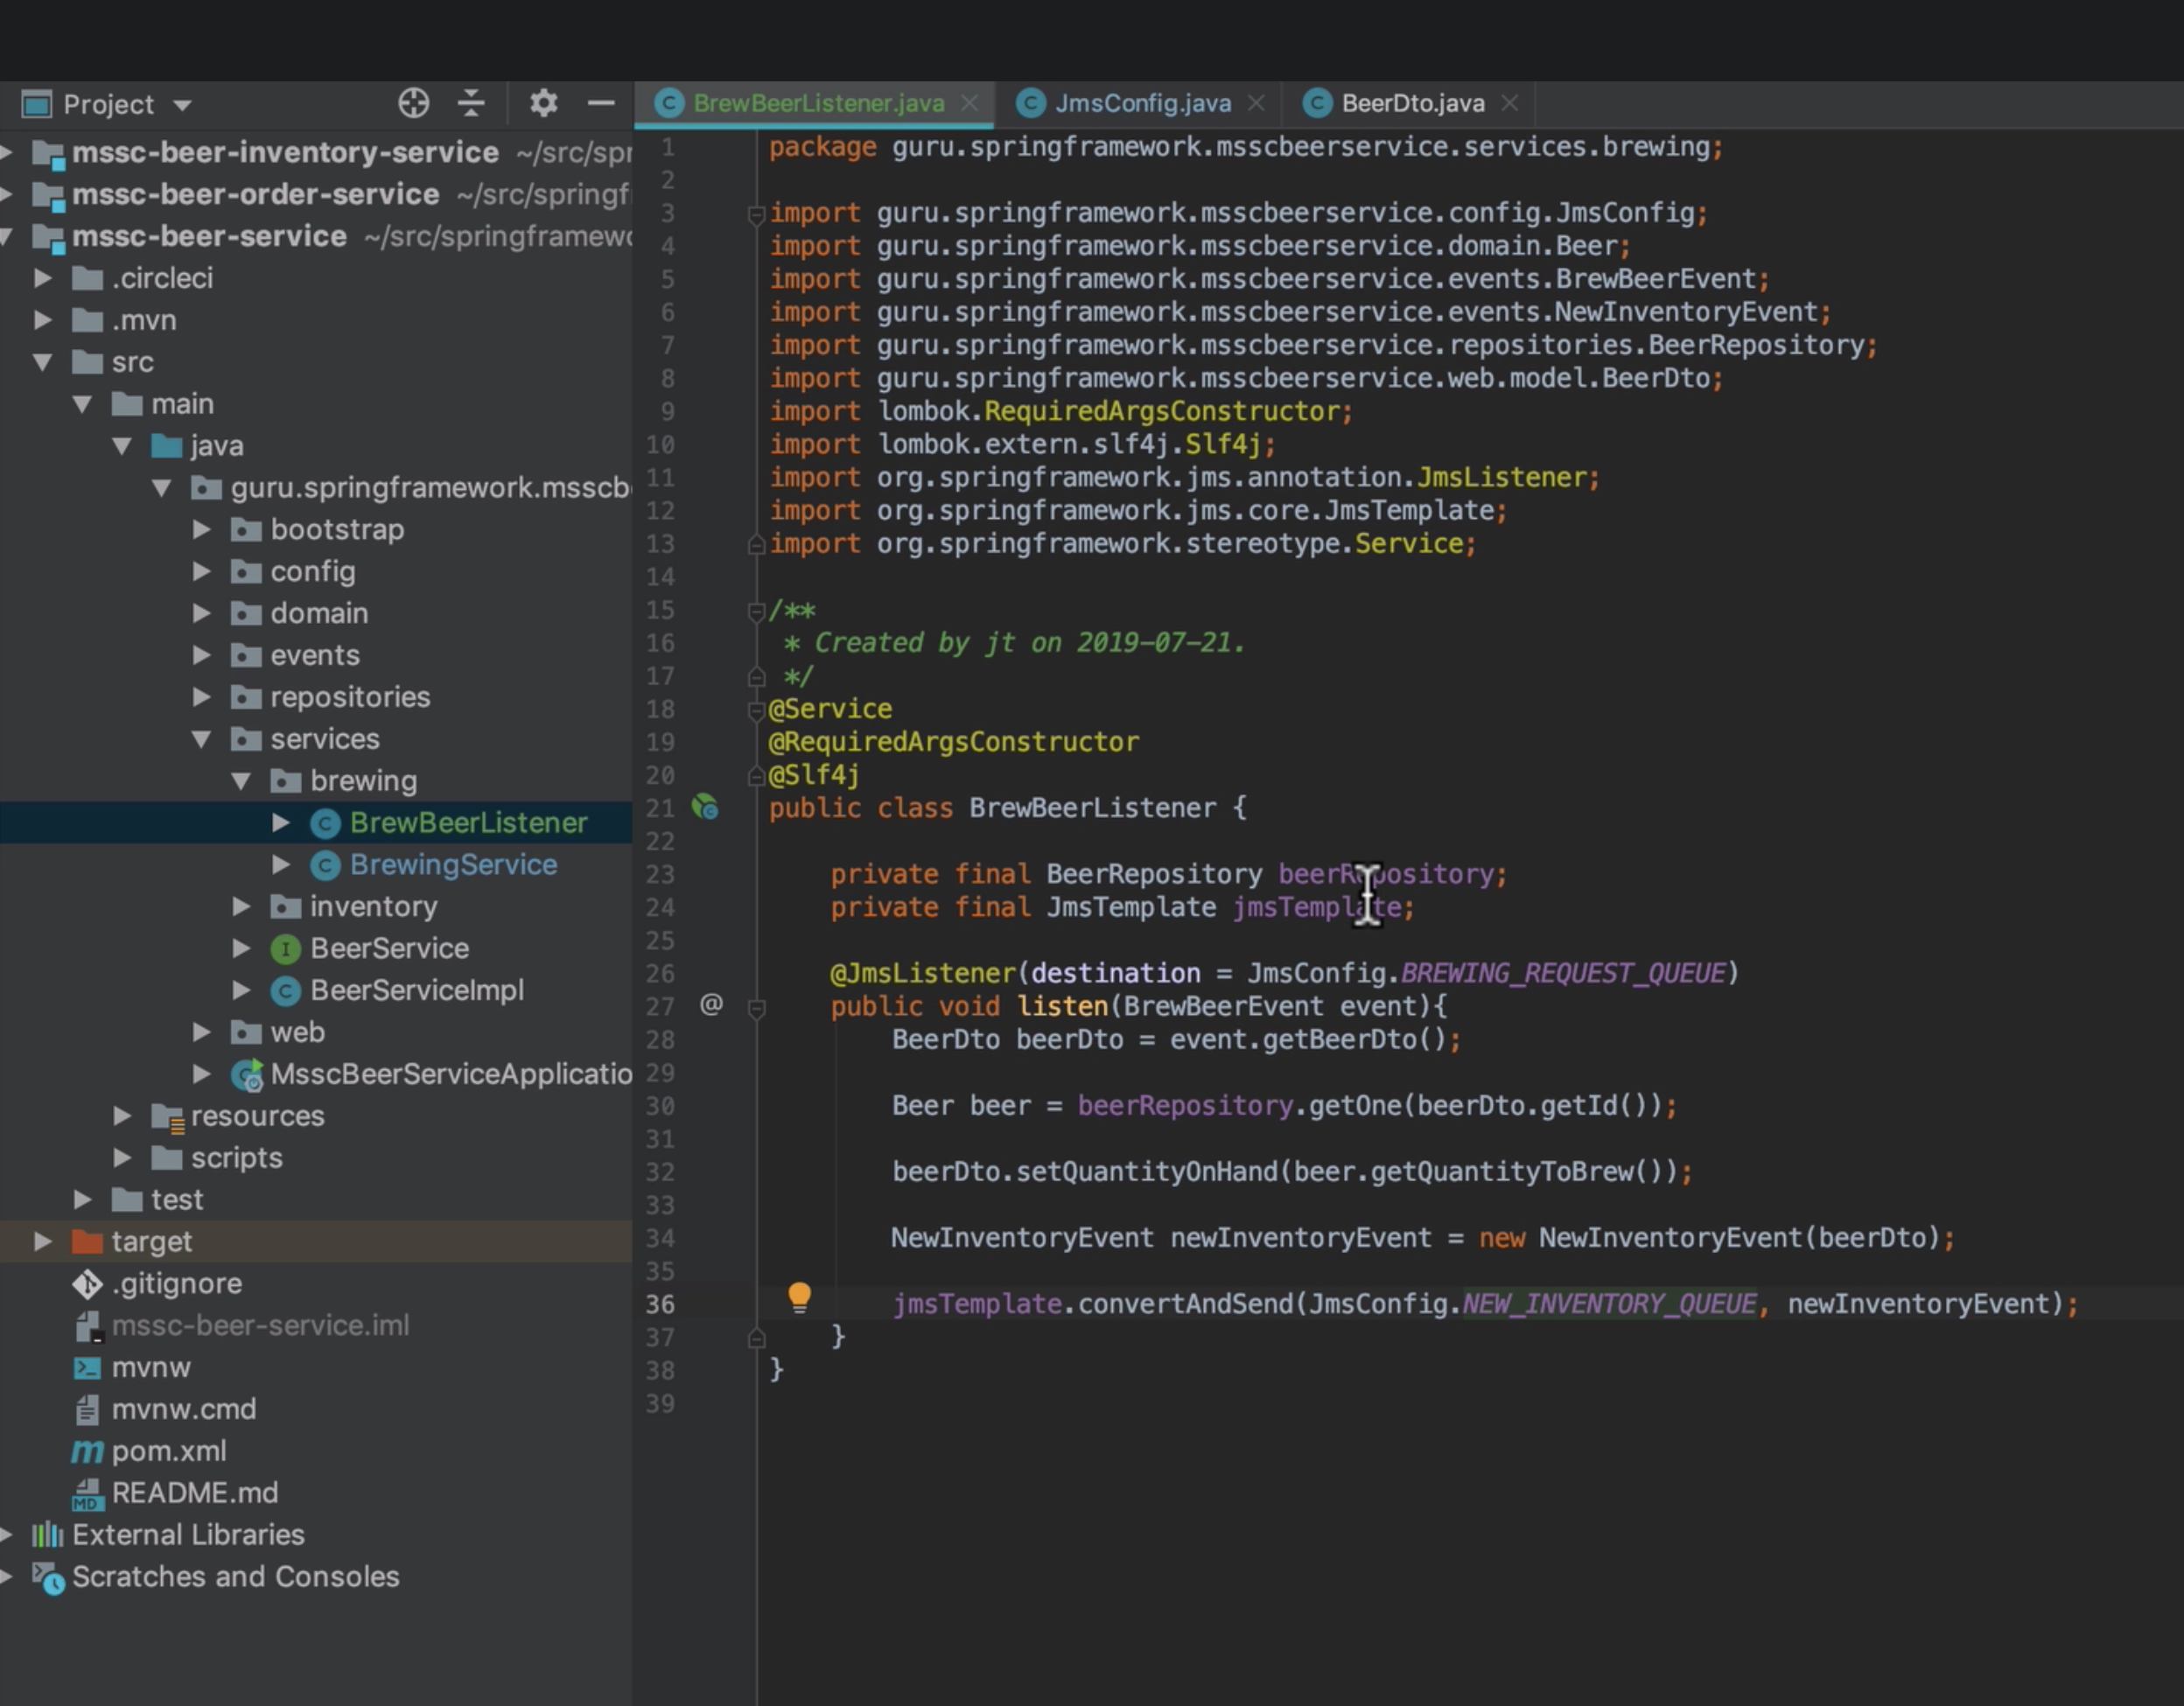 Project
BrewBeerListener.java
JmsConfig.java
BeerDto.java
mssc-beer-inventory-service ~/src/spr
mssc-beer-order-service ~/src/springf
mssc-beer-service ~/src/springframewo
.circleci
.mvn
src
main
java
guru.springframework.msscb
bootstrap
config
domain
events
repositories
services
brewing
BrewBeerListener
BrewingService
inventory
BeerService
BeerServiceImpl
web
MsscBeerServiceApplicatio
resources
scripts
test
target
.gitignore
mssc-beer-service.iml
mvnw
mvnw.cmd
pom.xml
README.md
External Libraries
Scratches and Consoles
1 package guru.springframework.msscbeerservice.services.brewing;
2
3 import guru.springframework.msscbeerservice.config.JmsConfig;
4 import guru.springframework.msscbeerservice.domain.Beer;
5 import guru.springframework.msscbeerservice.events.BrewBeerEvent;
6 import guru.springframework.msscbeerservice.events.NewInventoryEvent;
7 import guru.springframework.msscbeerservice.repositories.BeerRepository;
8 import guru.springframework.msscbeerservice.web.model.BeerDto;
9 import lombok.RequiredArgsConstructor;
10 import lombok.extern.slf4j.Slf4j;
11 import org.springframework.jms.annotation.JmsListener;
12 import org.springframework.jms.core.JmsTemplate;
13 import org.springframework.stereotype.Service;
14
15 /**
16 * Created by jt on 2019-07-21.
17 */
18 @Service
19 @RequiredArgsConstructor
20 @Slf4j
21 public class BrewBeerListener {
22
23 private final BeerRepository beerRepository;
24 private final JmsTemplate jmsTemplate;
25
26 @JmsListener(destination = JmsConfig.BREWING_REQUEST_QUEUE)
27 @ public void listen(BrewBeerEvent event){
28 BeerDto beerDto = event.getBeerDto();
29
30 Beer beer = beerRepository.getOne(beerDto.getId());
31
32 beerDto.setQuantityOnHand(beer.getQuantityToBrew());
33
34 NewInventoryEvent newInventoryEvent = new NewInventoryEvent(beerDto);
35
36 jmsTemplate.convertAndSend(JmsConfig.NEW_INVENTORY_QUEUE, newInventoryEvent);
37 }
38 }
39